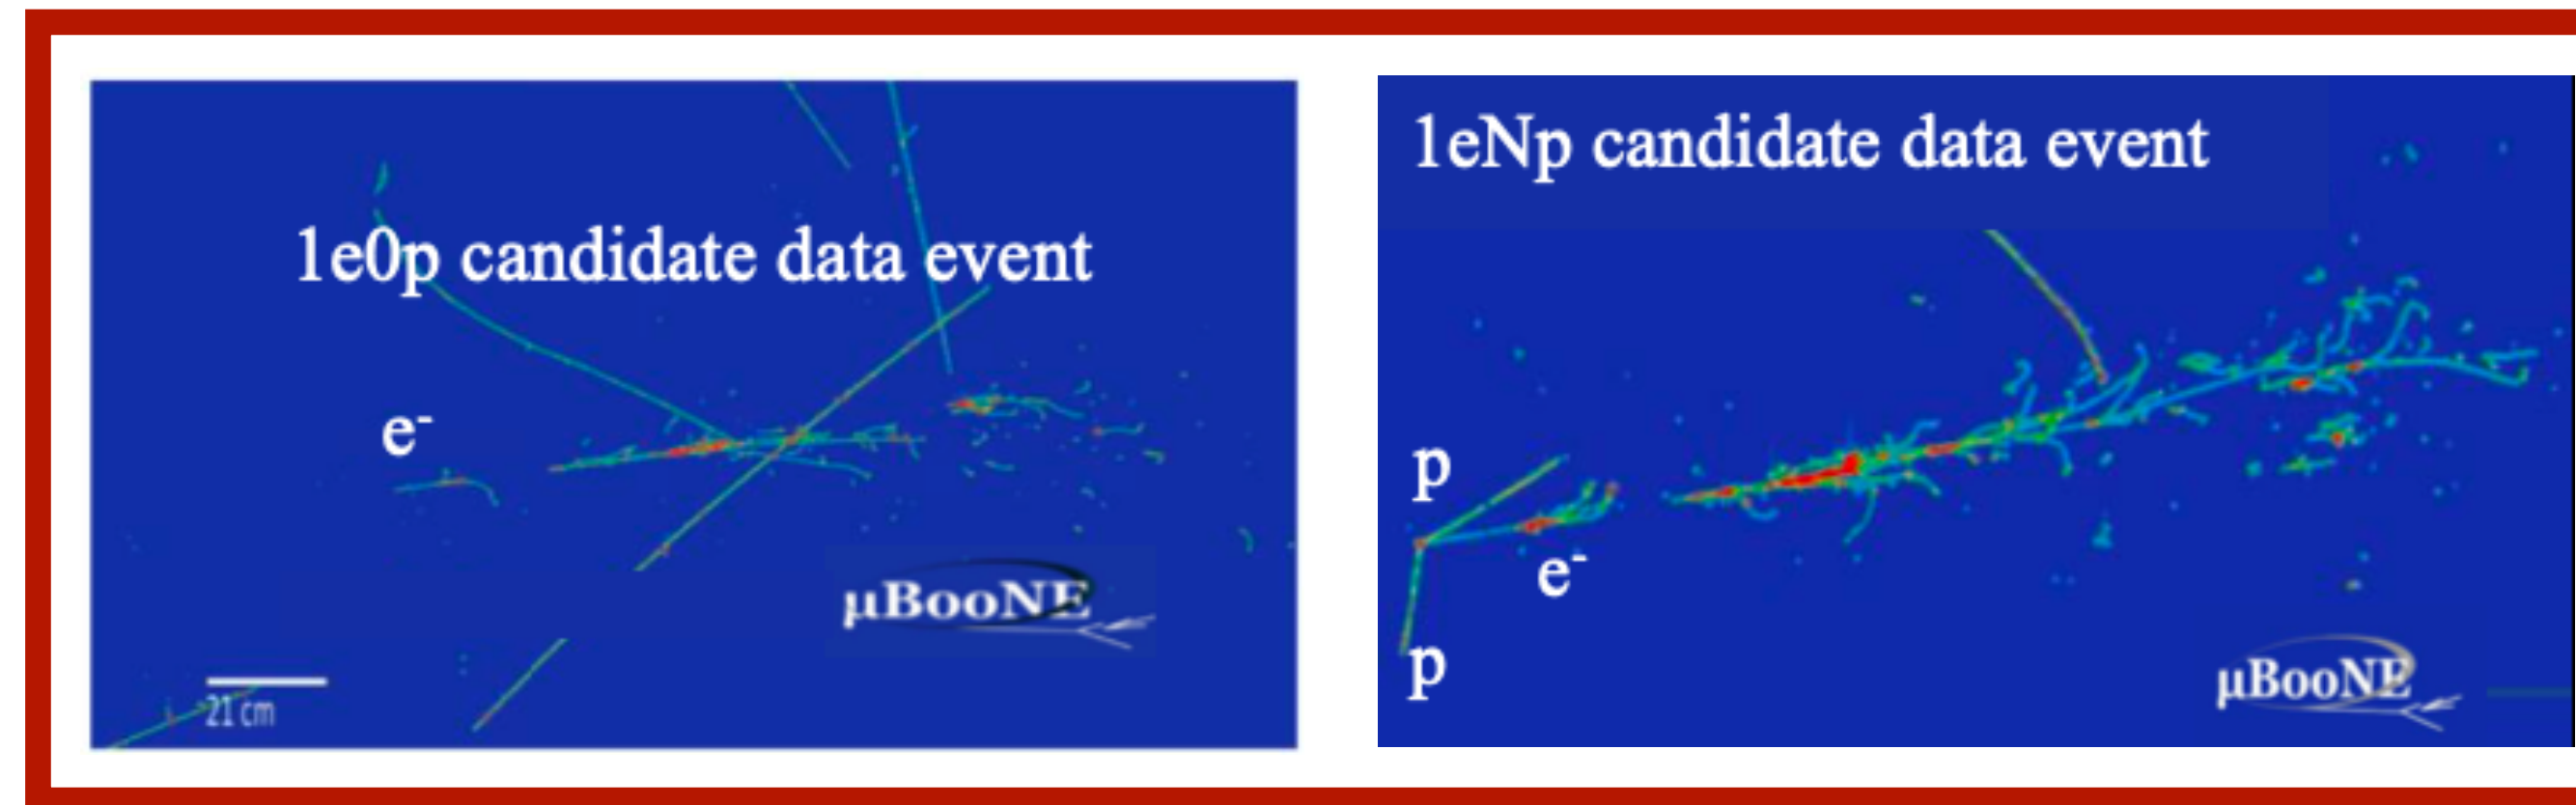 1e0p candidate data event
e⁻
µBooNE
21 cm
1eNp candidate data event
p
e⁻
p
µBooNE